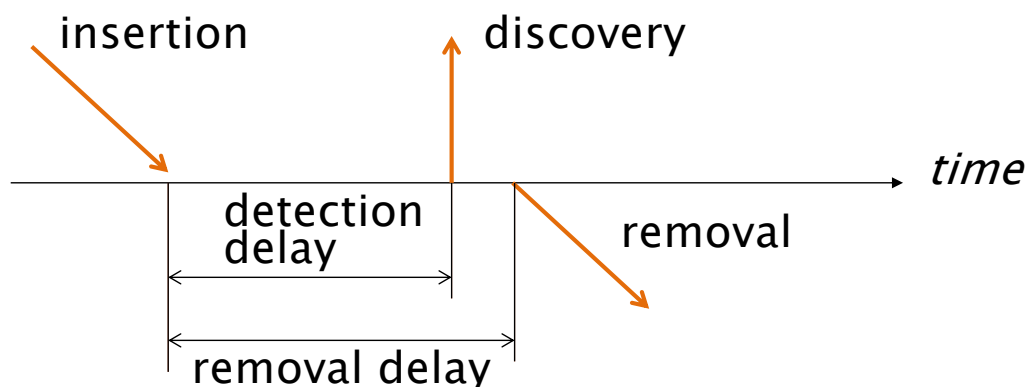 insertion
discovery
time
detection
delay
removal
removal delay